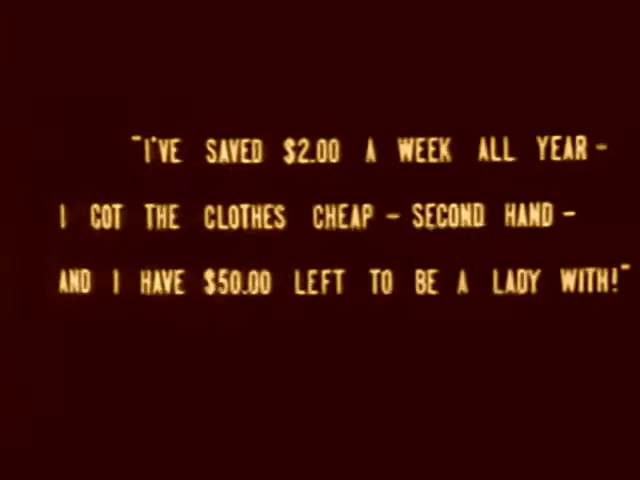 "I'VE SAVED $2.00 A WEEK ALL YEAR -
I GOT THE CLOTHES CHEAP - SECOND HAND -
AND I HAVE $50.00 LEFT TO BE A LADY WITH!"